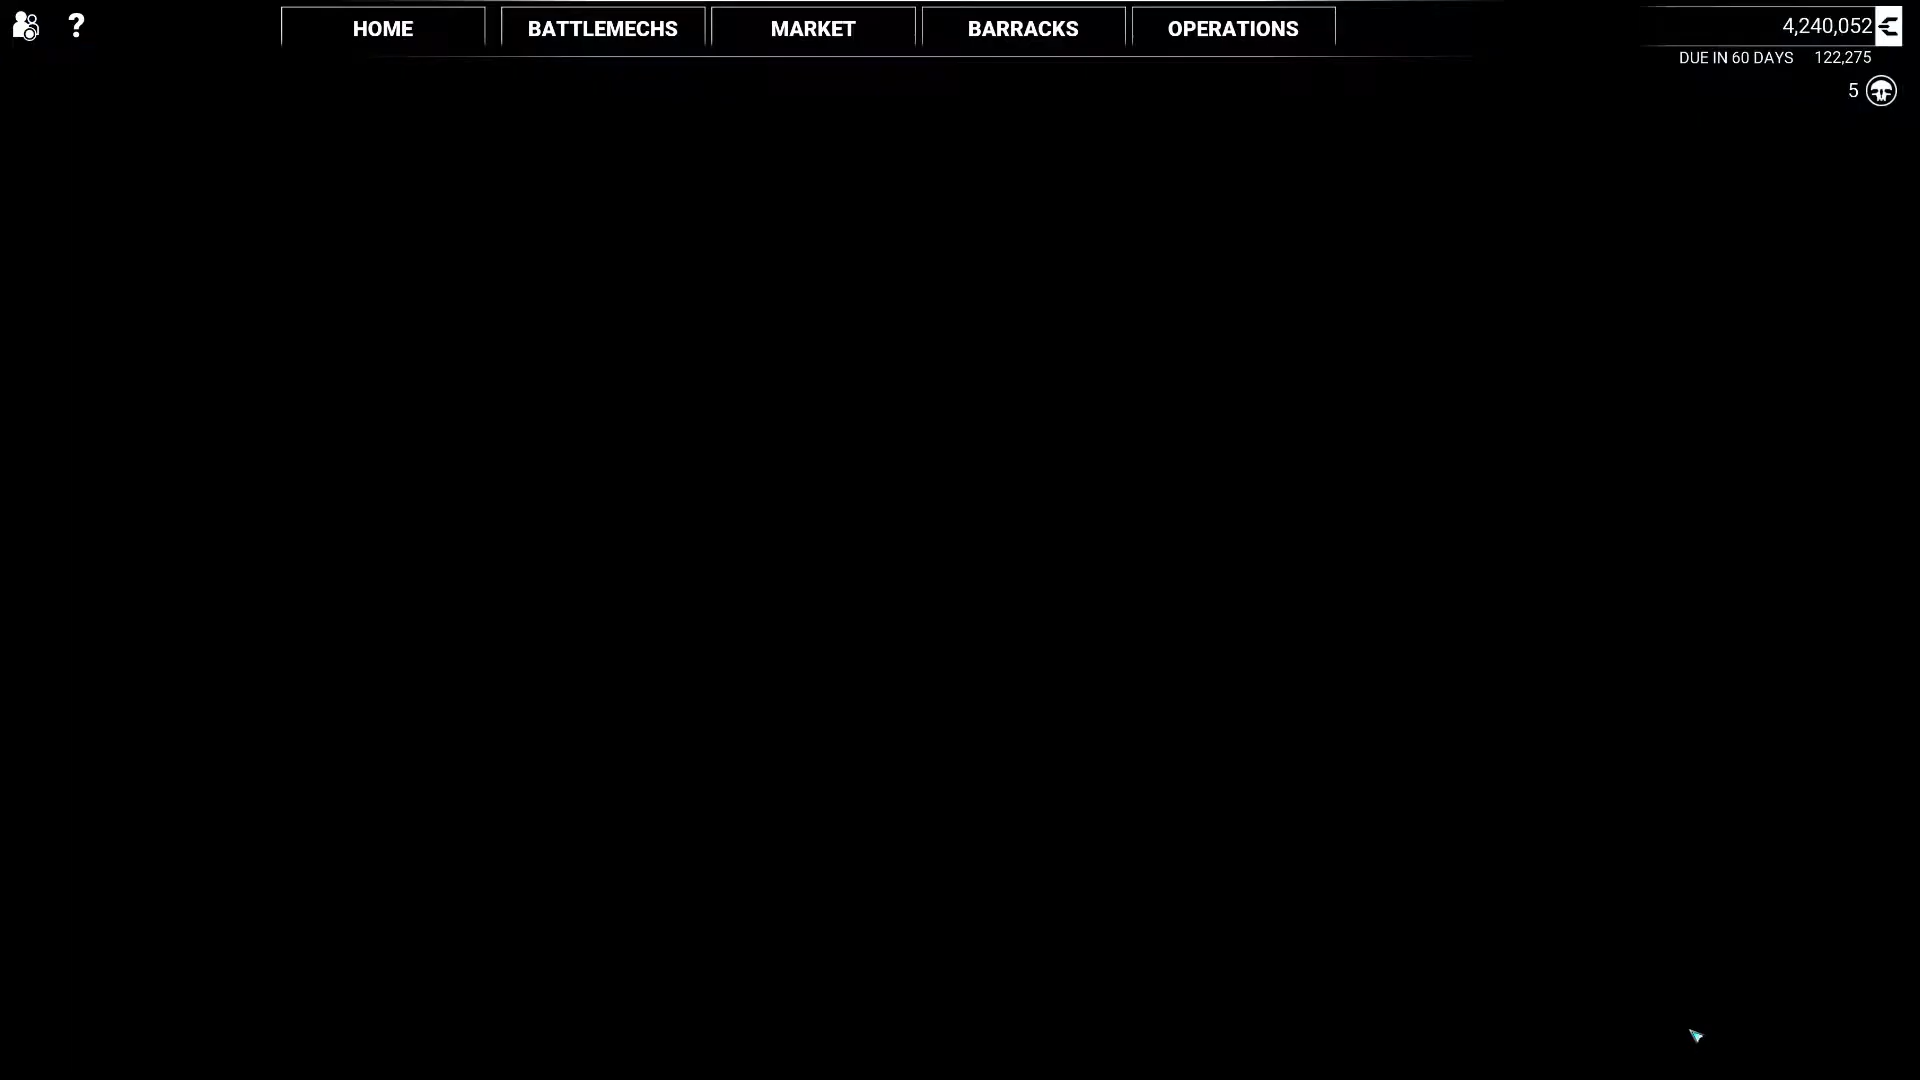 ?
HOME
BATTLEMECHS
MARKET
BARRACKS
OPERATIONS
4,240,052
DUE IN 60 DAYS 122,275
5